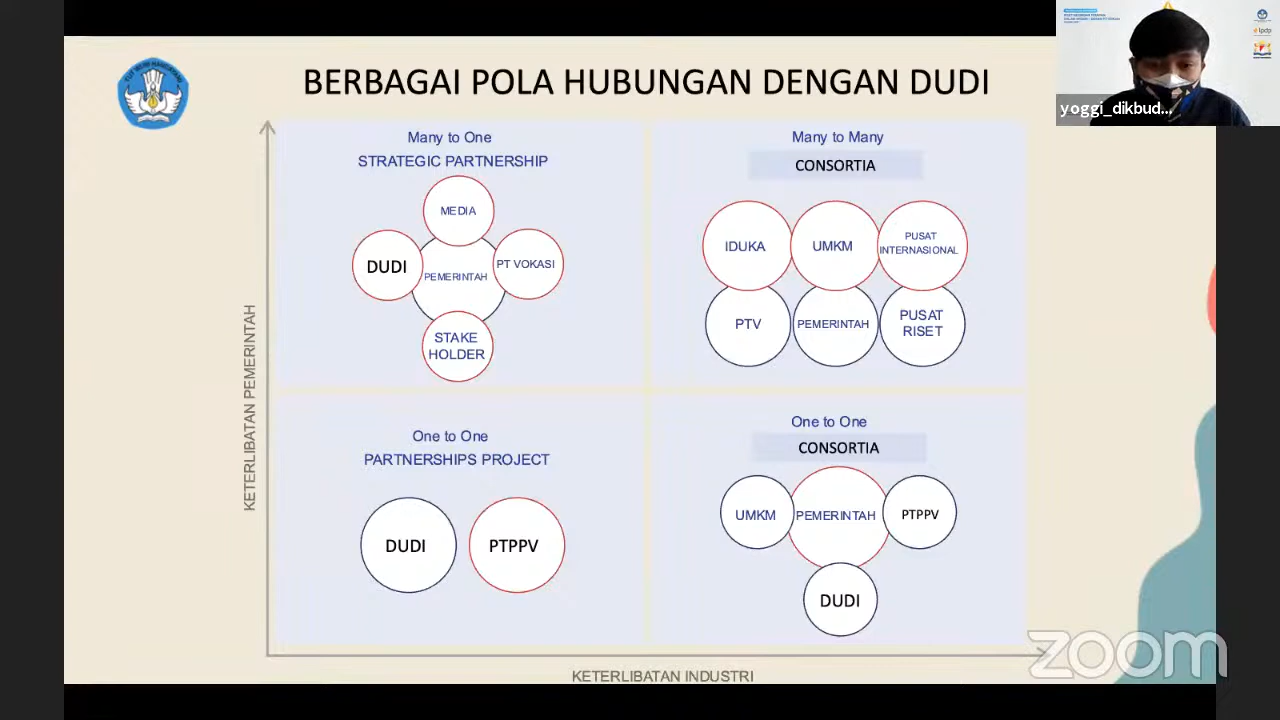 BERBAGAI POLA HUBUNGAN DENGAN DUDI
yoggi_dikbud...
lpdp
Many to One
STRATEGIC PARTNERSHIP
MEDIA
DUDI
PEMERINTAH
PT VOKASI
STAKE
HOLDER
Many to Many
CONSORTIA
IDUKA
UMKM
PUSAT
INTERNASIONAL
PTV
PEMERINTAH
PUSAT
RISET
KETERLIBATAN PEMERINTAH
One to One
PARTNERSHIPS PROJECT
DUDI
PTPPV
One to One
CONSORTIA
UMKM
PEMERINTAH
PTPPV
DUDI
KETERLIBATAN INDUSTRI
zoom